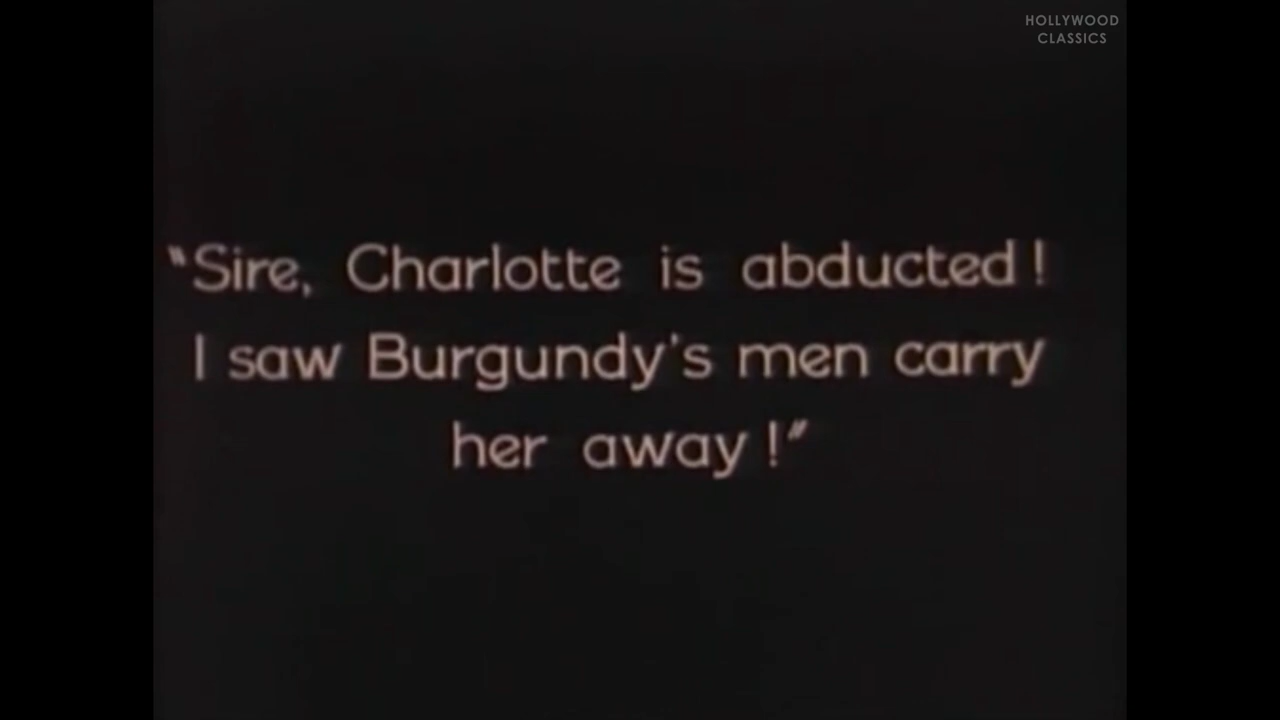 HOLLYWOOD
CLASSICS
"Sire, Charlotte is abducted!
I saw Burgundy's men carry
her away!"